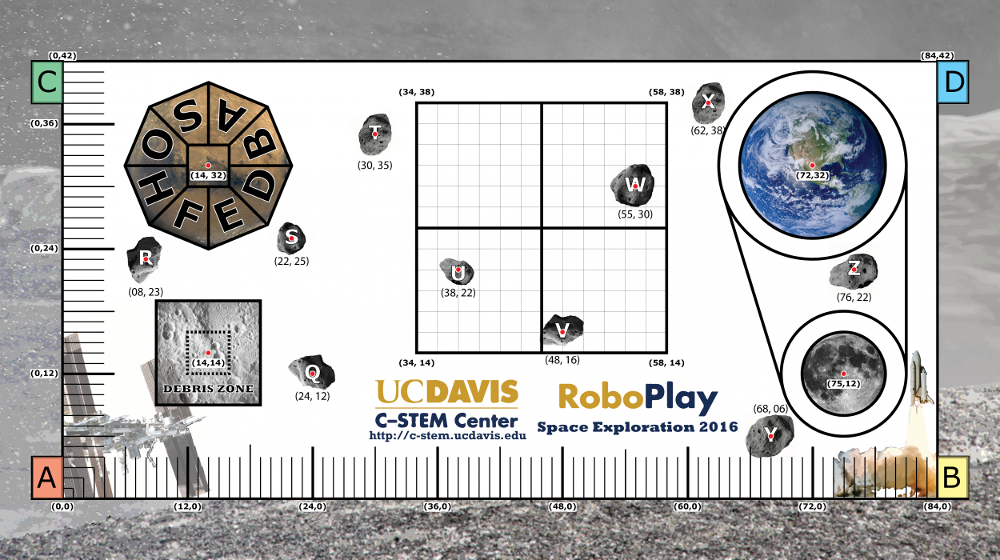 (0,42)
(84,42)
C
D
(34, 38)
(58, 38)
X
(62, 38)
(0,36)
T
(30, 35)
A
B
D
E
F
H
O
S
(14, 32)
(72,32)
W
(55, 30)
(0,24)
S
(22, 25)
R
(08, 23)
U
(38, 22)
Z
(76, 22)
V
(48, 16)
(34, 14)
(58, 14)
(14,14)
DEBRIS ZONE
(0,12)
Q
(24, 12)
(75,12)
UCDAVIS
C-STEM Center
http://c-stem.ucdavis.edu
RoboPlay
Space Exploration 2016
(68, 06)
Y
A
B
(0,0)
(12,0)
(24,0)
(36,0)
(48,0)
(60,0)
(72,0)
(84,0)